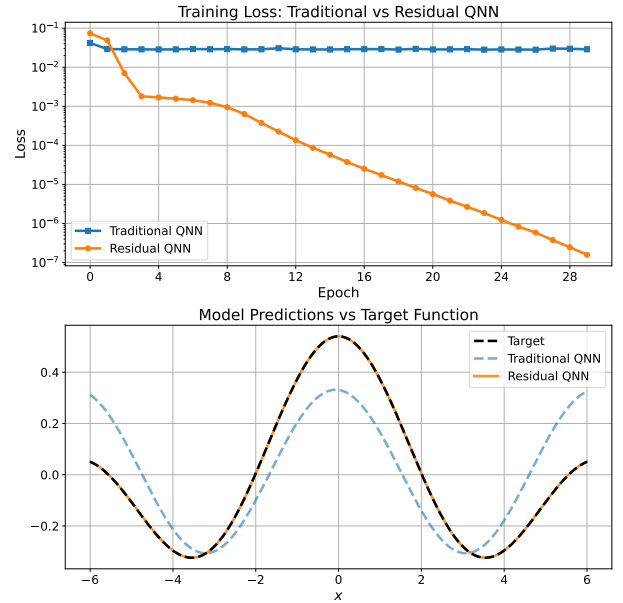 Training Loss: Traditional vs Residual QNN
10⁻¹
10⁻²
10⁻³
10⁻⁴
10⁻⁵
10⁻⁶
10⁻⁷
Loss
Traditional QNN
Residual QNN
0 4 8 12 16 20 24 28
Epoch
Model Predictions vs Target Function
0.4
0.2
0.0
−0.2
Target
Traditional QNN
Residual QNN
−6 −4 −2 0 2 4 6
x